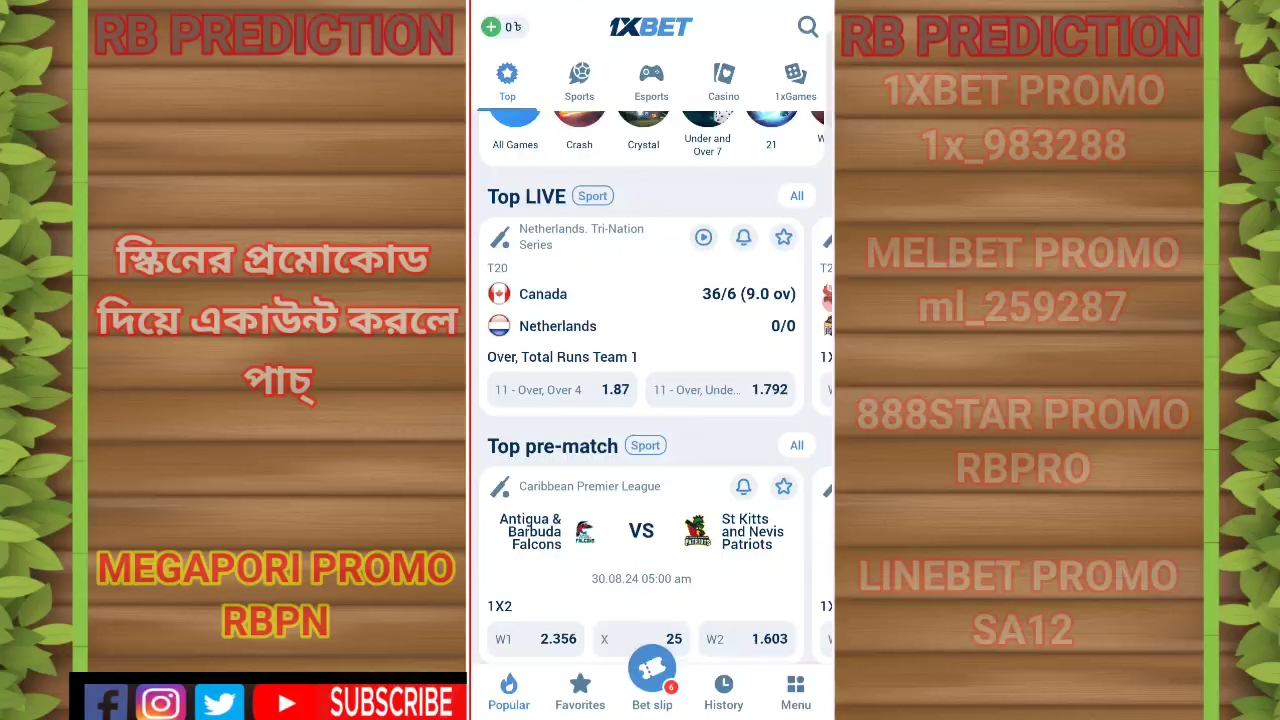 RB PREDICTION
স্কিনের প্রমোকোড
দিয়ে একাউন্ট করলে
পাচ্
MEGAPORI PROMO
RBPN
SUBSCRIBE
0৳
1XBET
Top
Sports
Esports
Casino
1xGames
All Games
Crash
Crystal
Under and
Over 7
21
Top LIVE Sport All
Netherlands. Tri-Nation
Series
T20
Canada 36/6 (9.0 ov)
Netherlands 0/0
Over, Total Runs Team 1
11 - Over, Over 4 1.87
11 - Over, Unde... 1.792
Top pre-match Sport All
Caribbean Premier League
Antigua &
Barbuda
Falcons
VS
St Kitts
and Nevis
Patriots
30.08.24 05:00 am
1X2
W1 2.356
X 25
W2 1.603
Popular
Favorites
6
Bet slip
History
Menu
RB PREDICTION
1XBET PROMO
1x_983288
MELBET PROMO
ml_259287
888STAR PROMO
RBPRO
LINEBET PROMO
SA12